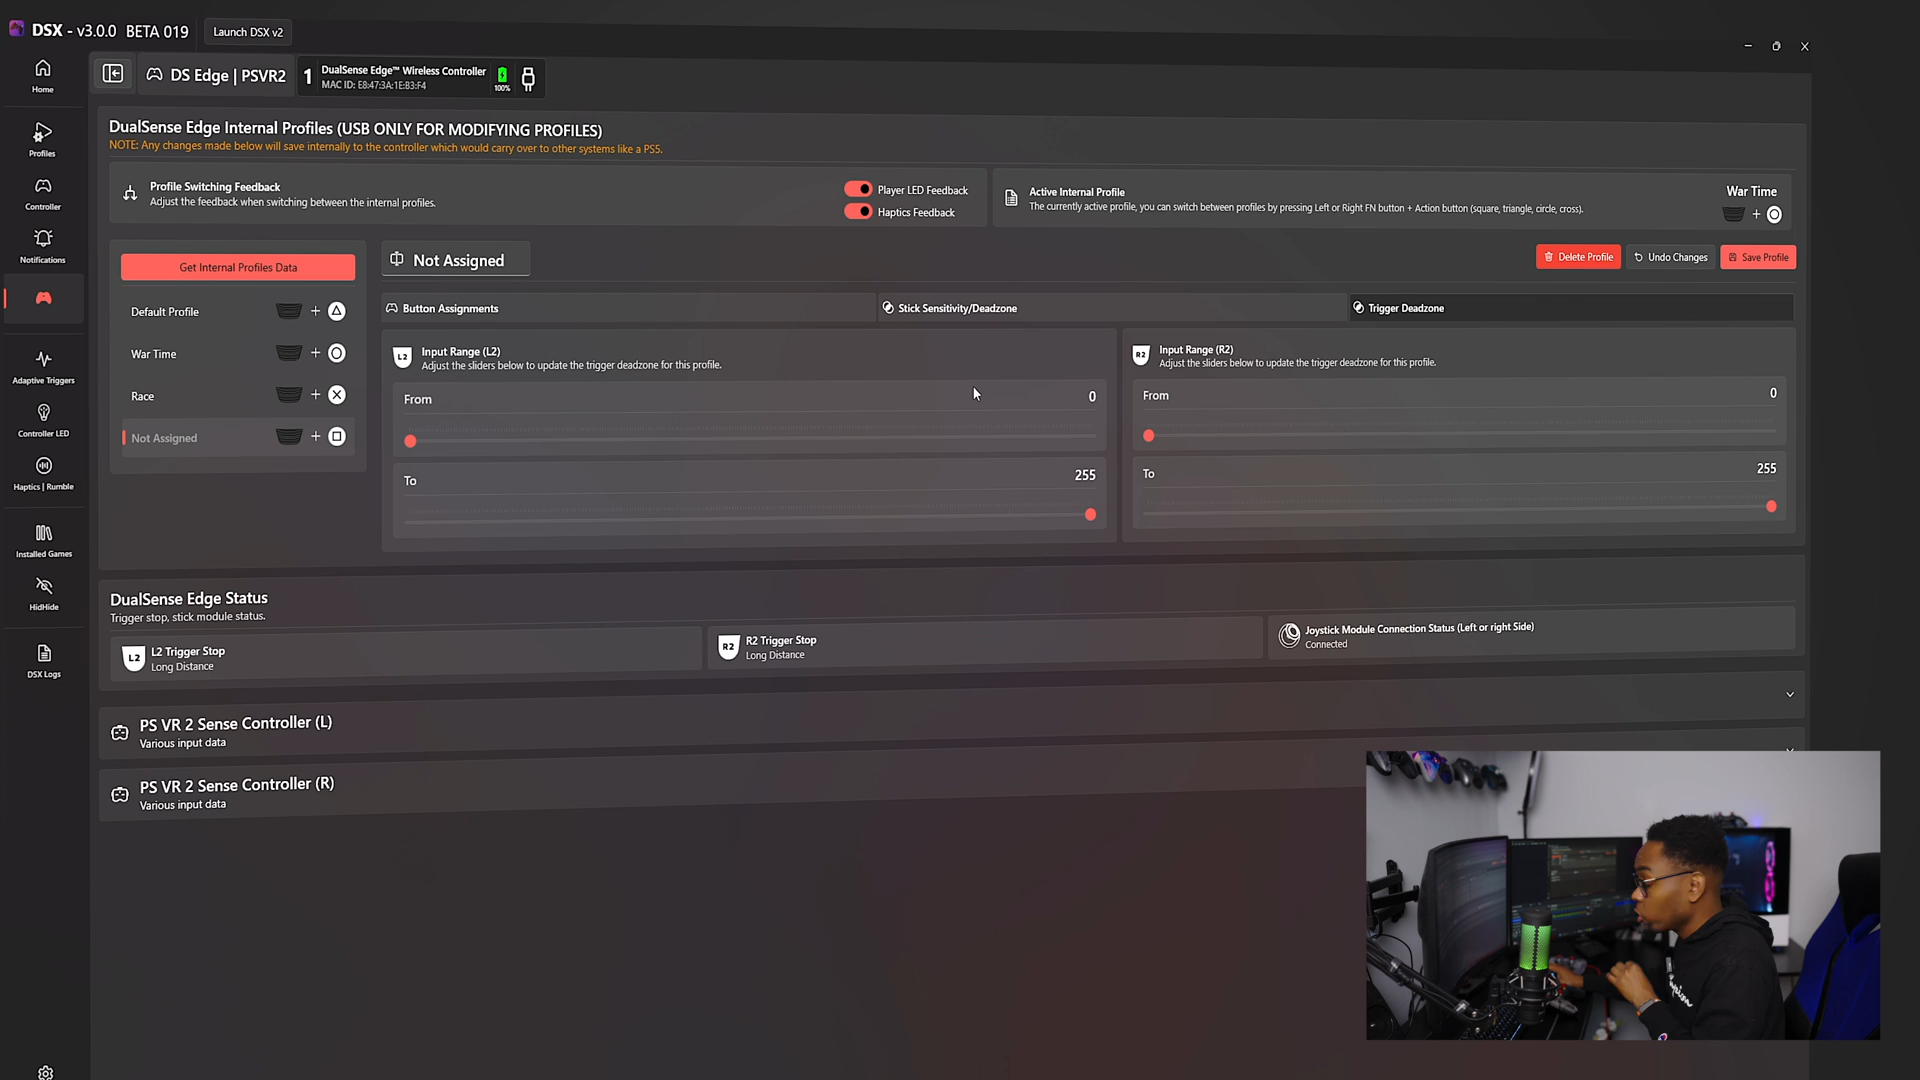 DSX - v3.0.0 BETA 019
Launch DSX v2
Home
DS Edge | PSVR2
1
DualSense Edge™ Wireless Controller
MAC ID: E8:47:3A:1E:B3:F4
100%
Profiles
Controller
Notifications
Adaptive Triggers
Controller LED
Haptics | Rumble
Installed Games
HidHide
DSX Logs
DualSense Edge Internal Profiles (USB ONLY FOR MODIFYING PROFILES)
NOTE: Any changes made below will save internally to the controller which would carry over to other systems like a PS5.
Profile Switching Feedback
Adjust the feedback when switching between the internal profiles.
Player LED Feedback
Haptics Feedback
Active Internal Profile
The currently active profile, you can switch between profiles by pressing Left or Right FN button + Action button (square, triangle, circle, cross).
War Time
+
Get Internal Profiles Data
Default Profile +
War Time +
Race +
Not Assigned +
Not Assigned
Delete Profile
Undo Changes
Save Profile
Button Assignments
Stick Sensitivity/Deadzone
Trigger Deadzone
L2
Input Range (L2)
Adjust the sliders below to update the trigger deadzone for this profile.
From 0
To 255
R2
Input Range (R2)
Adjust the sliders below to update the trigger deadzone for this profile.
From 0
To 255
DualSense Edge Status
Trigger stop, stick module status.
L2
L2 Trigger Stop
Long Distance
R2
R2 Trigger Stop
Long Distance
Joystick Module Connection Status (Left or right Side)
Connected
PS VR 2 Sense Controller (L)
Various input data
PS VR 2 Sense Controller (R)
Various input data